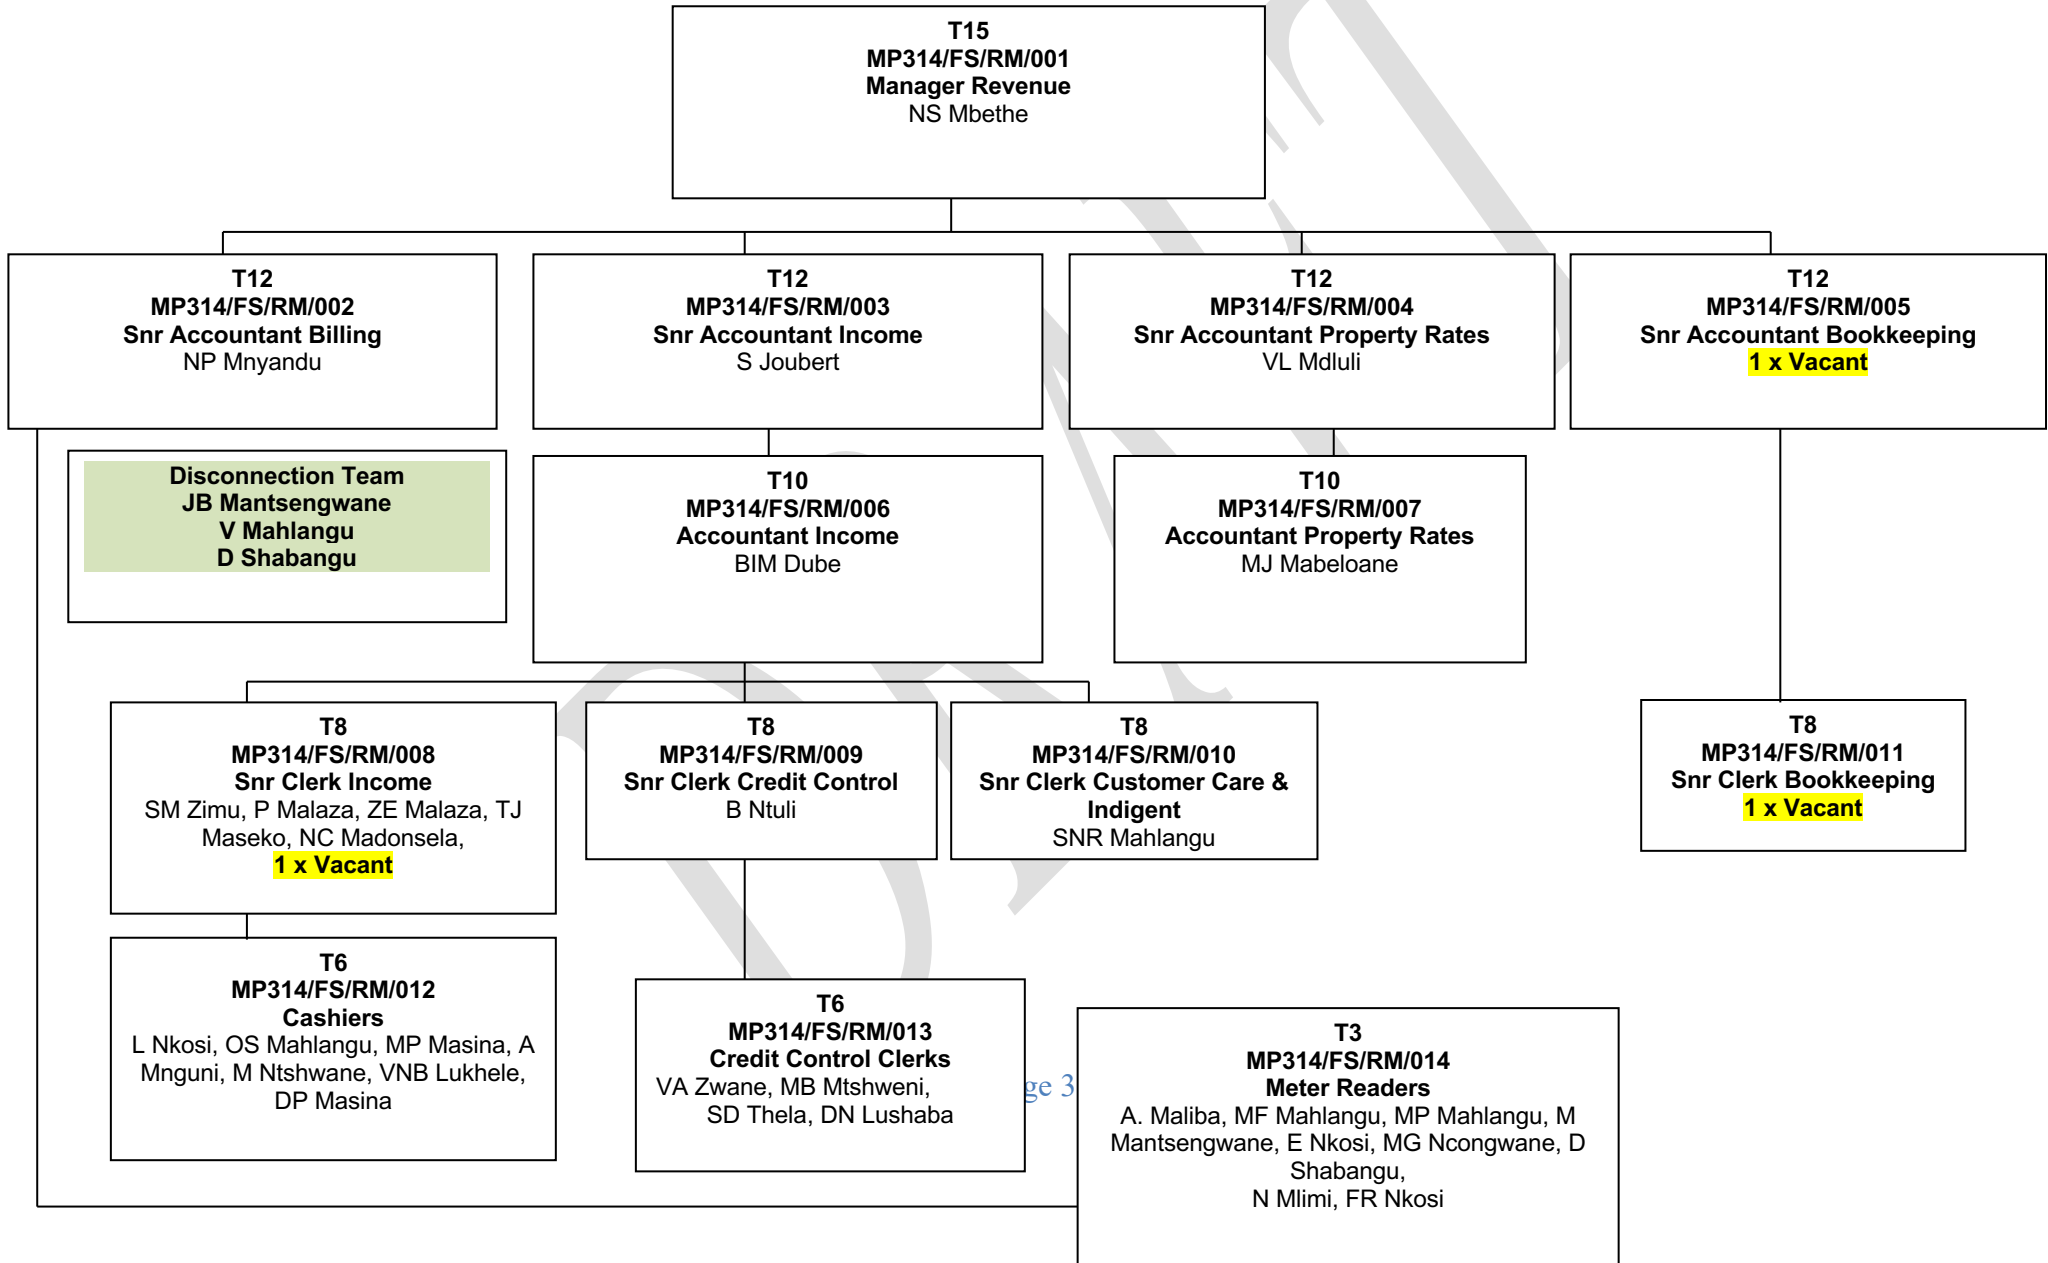 T15
MP314/FS/RM/001
Manager Revenue
NS Mbethe
T12
MP314/FS/RM/002
Snr Accountant Billing
NP Mnyandu
T12
MP314/FS/RM/003
Snr Accountant Income
S Joubert
T12
MP314/FS/RM/004
Snr Accountant Property Rates
VL Mdluli
T12
MP314/FS/RM/005
Snr Accountant Bookkeeping
1 x Vacant
Disconnection Team
JB Mantsengwane
V Mahlangu
D Shabangu
T10
MP314/FS/RM/006
Accountant Income
BIM Dube
T10
MP314/FS/RM/007
Accountant Property Rates
MJ Mabeloane
T8
MP314/FS/RM/008
Snr Clerk Income
SM Zimu, P Malaza, ZE Malaza, TJ
Maseko, NC Madonsela,
1 x Vacant
T8
MP314/FS/RM/009
Snr Clerk Credit Control
B Ntuli
T8
MP314/FS/RM/010
Snr Clerk Customer Care &
Indigent
SNR Mahlangu
T8
MP314/FS/RM/011
Snr Clerk Bookkeeping
1 x Vacant
T6
MP314/FS/RM/012
Cashiers
L Nkosi, OS Mahlangu, MP Masina, A
Mnguni, M Ntshwane, VNB Lukhele,
DP Masina
T6
MP314/FS/RM/013
Credit Control Clerks
VA Zwane, MB Mtshweni,
SD Thela, DN Lushaba
ge 3
T3
MP314/FS/RM/014
Meter Readers
A. Maliba, MF Mahlangu, MP Mahlangu, M
Mantsengwane, E Nkosi, MG Ncongwane, D
Shabangu,
N Mlimi, FR Nkosi
DRAFT